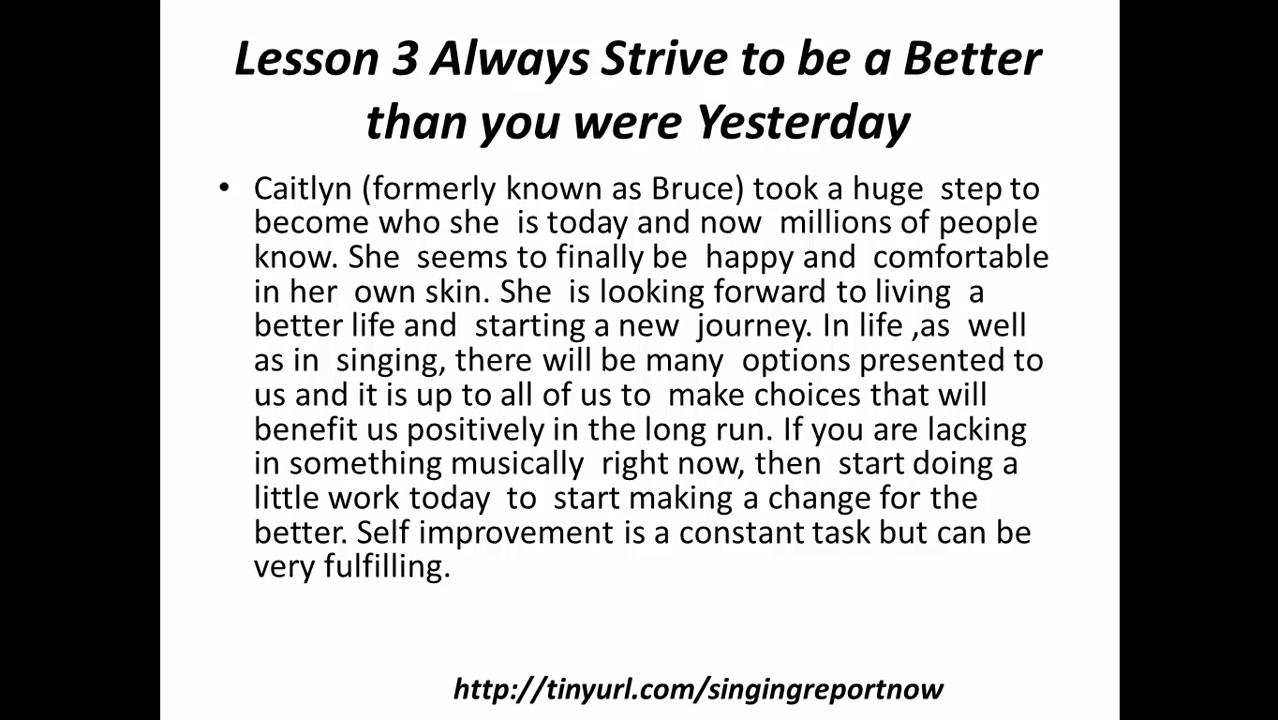 Lesson 3 Always Strive to be a Better
than you were Yesterday
• Caitlyn (formerly known as Bruce) took a huge step to
become who she is today and now millions of people
know. She seems to finally be happy and comfortable
in her own skin. She is looking forward to living a
better life and starting a new journey. In life ,as well
as in singing, there will be many options presented to
us and it is up to all of us to make choices that will
benefit us positively in the long run. If you are lacking
in something musically right now, then start doing a
little work today to start making a change for the
better. Self improvement is a constant task but can be
very fulfilling.
http://tinyurl.com/singingreportnow